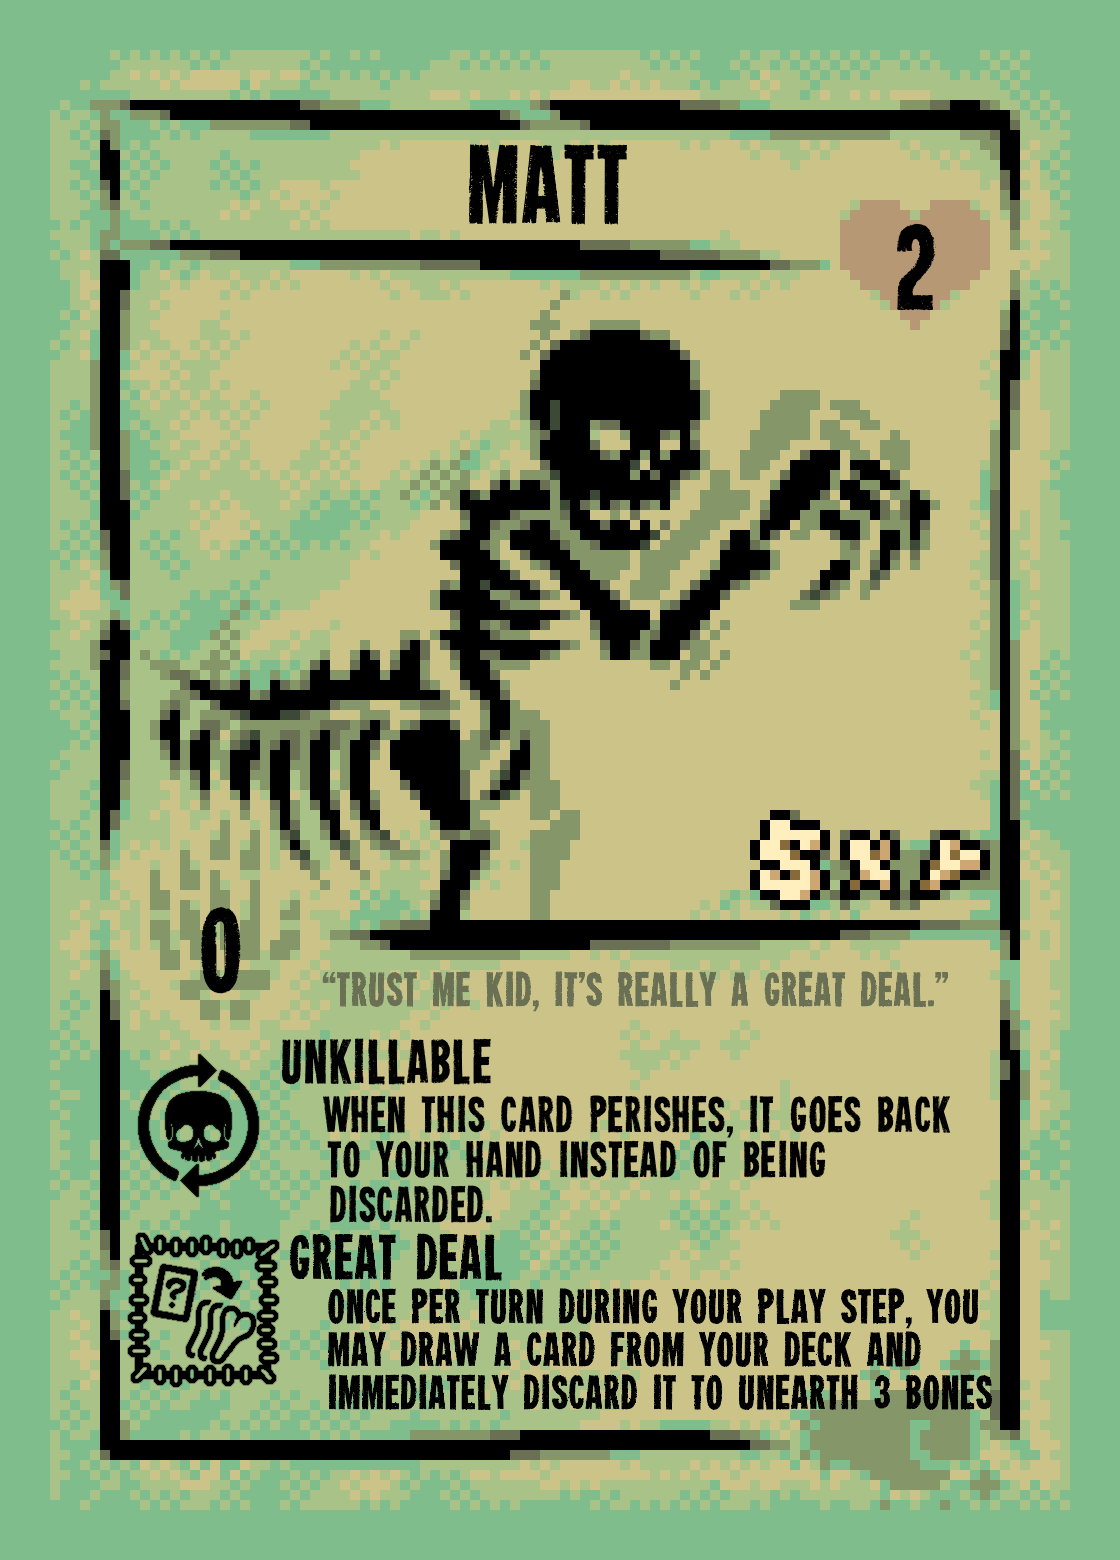 MATT
2
5 X
0
“TRUST ME KID, IT’S REALLY A GREAT DEAL.”
UNKILLABLE
WHEN THIS CARD PERISHES, IT GOES BACK
TO YOUR HAND INSTEAD OF BEING
DISCARDED.
GREAT DEAL
?
ONCE PER TURN DURING YOUR PLAY STEP, YOU
MAY DRAW A CARD FROM YOUR DECK AND
IMMEDIATELY DISCARD IT TO UNEARTH 3 BONES